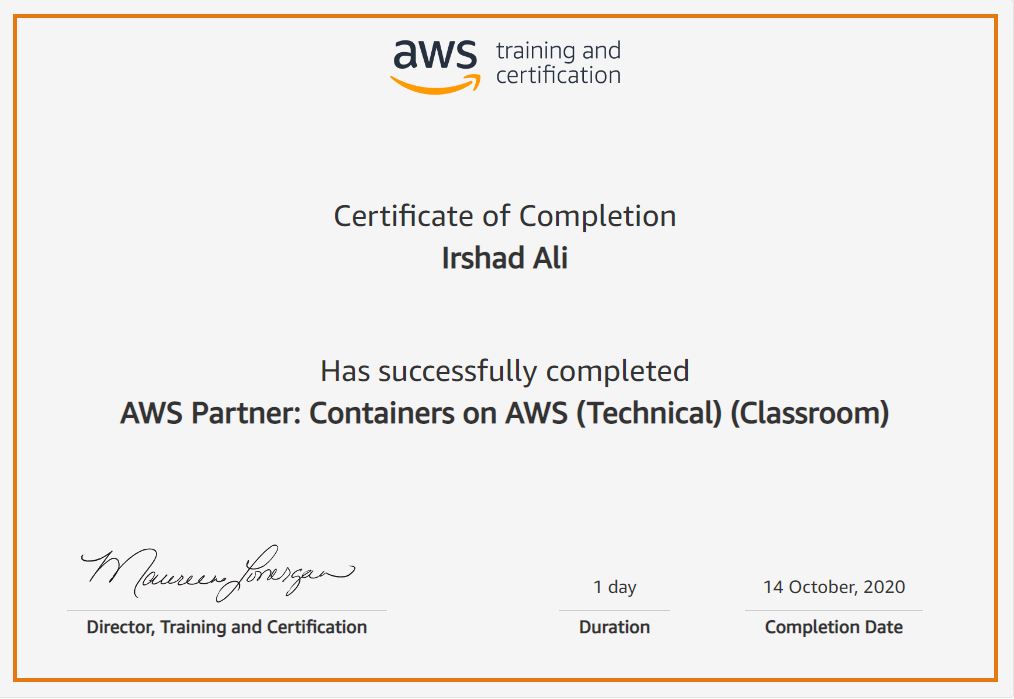 aws training and
certification
Certificate of Completion
Irshad Ali
Has successfully completed
AWS Partner: Containers on AWS (Technical) (Classroom)
Maureen Lonergan
1 day
14 October, 2020
Director, Training and Certification
Duration
Completion Date